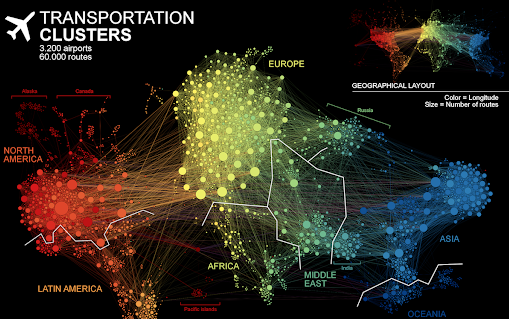 TRANSPORTATION
CLUSTERS
3.200 airports
60.000 routes
EUROPE
GEOGRAPHICAL LAYOUT
Color = Longitude
Size = Number of routes
Alaska
Canada
Russia
NORTH
AMERICA
ASIA
AFRICA
MIDDLE
EAST
India
LATIN AMERICA
Pacific islands
OCEANIA